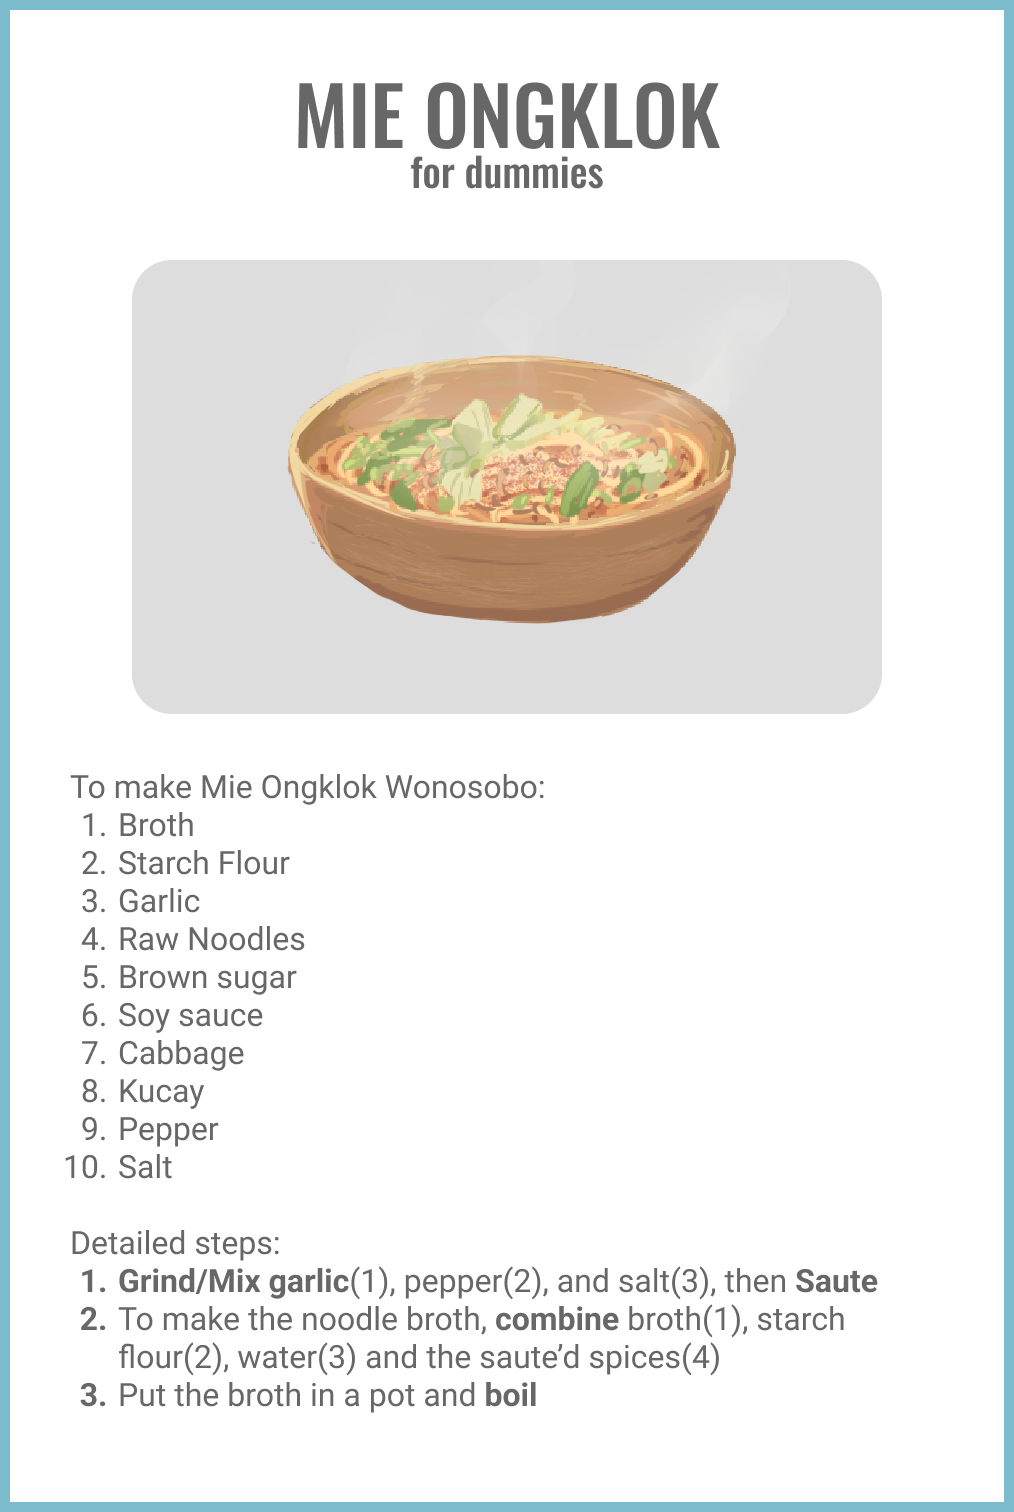 MIE ONGKLOK
for dummies
To make Mie Ongklok Wonosobo:
1. Broth
2. Starch Flour
3. Garlic
4. Raw Noodles
5. Brown sugar
6. Soy sauce
7. Cabbage
8. Kucay
9. Pepper
10. Salt
Detailed steps:
1. Grind/Mix garlic(1), pepper(2), and salt(3), then Saute
2. To make the noodle broth, combine broth(1), starch
flour(2), water(3) and the saute’d spices(4)
3. Put the broth in a pot and boil